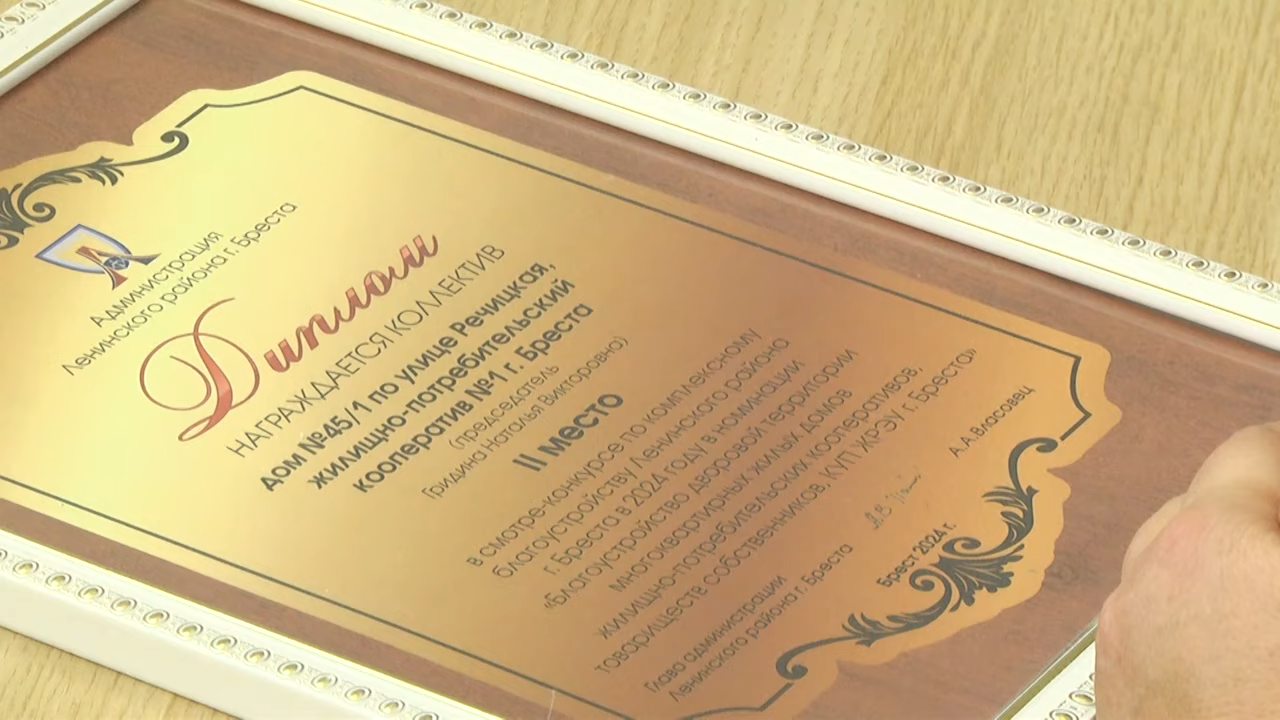 Администрация
Ленинского района г. Бреста
Диплом
НАГРАЖДАЕТСЯ КОЛЛЕКТИВ
дом №45/1 по улице Речицкая,
жилищно-потребительский
кооператив №1 г. Бреста
(председатель
Гридина Наталья Викторовна)
II место
в смотре-конкурсе по комплексному
благоустройству Ленинского района
г. Бреста в 2024 году в номинации
«Благоустройство дворовой территории
многоквартирных жилых домов
жилищно-потребительских кооперативов,
товариществ собственников, КУП ЖРЭУ г. Бреста»
Глава администрации
Ленинского района г. Бреста
А.А.Власовец
Брест 2024 г.